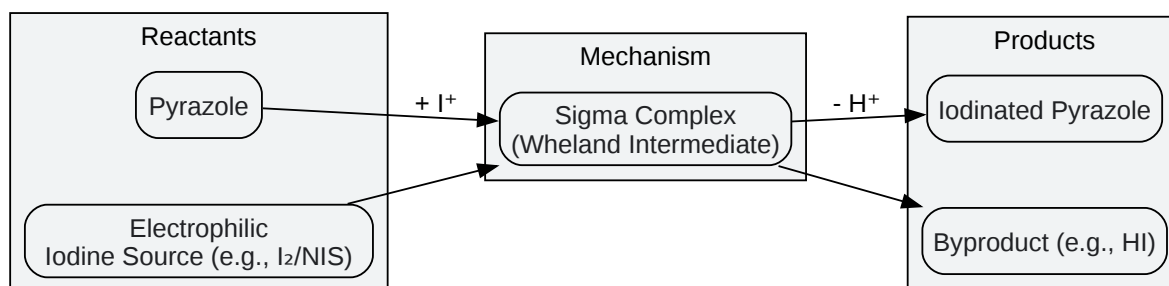 Reactants
Pyrazole
Electrophilic
Iodine Source (e.g., I₂/NIS)
+ I⁺
Mechanism
Sigma Complex
(Wheland Intermediate)
- H⁺
Products
Iodinated Pyrazole
Byproduct (e.g., HI)